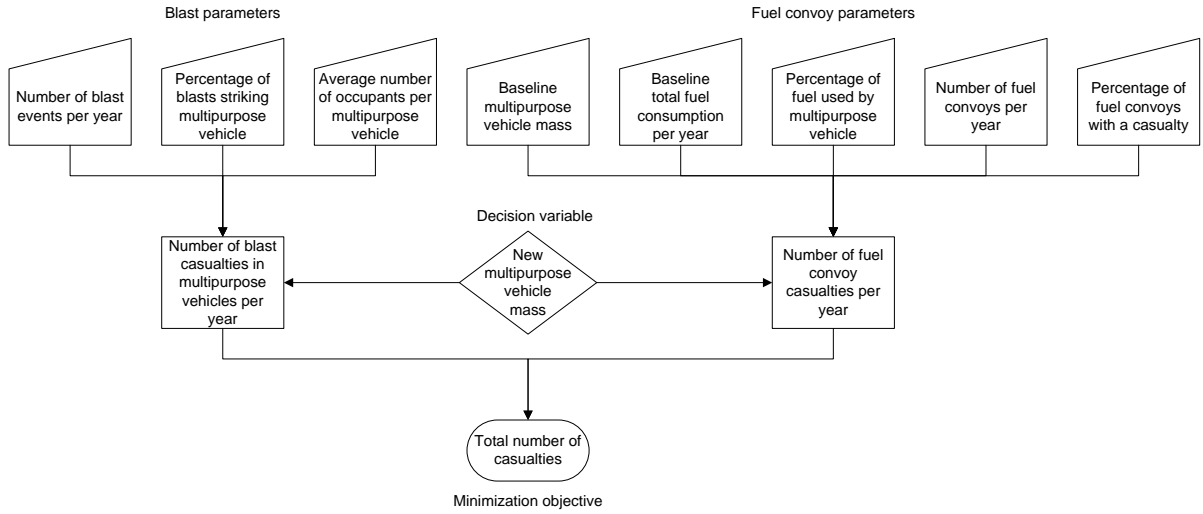 Blast parameters
Fuel convoy parameters
Number of blast
events per year
Percentage of
blasts striking
multipurpose
vehicle
Average number
of occupants per
multipurpose
vehicle
Baseline
multipurpose
vehicle mass
Baseline
total fuel
consumption
per year
Percentage of
fuel used by
multipurpose
vehicle
Number of fuel
convoys per
year
Percentage of
fuel convoys
with a casualty
Number of blast
casualties in
multipurpose
vehicles per
year
Decision variable
New
multipurpose
vehicle
mass
Number of fuel
convoy
casualties per
year
Total number of
casualties
Minimization objective